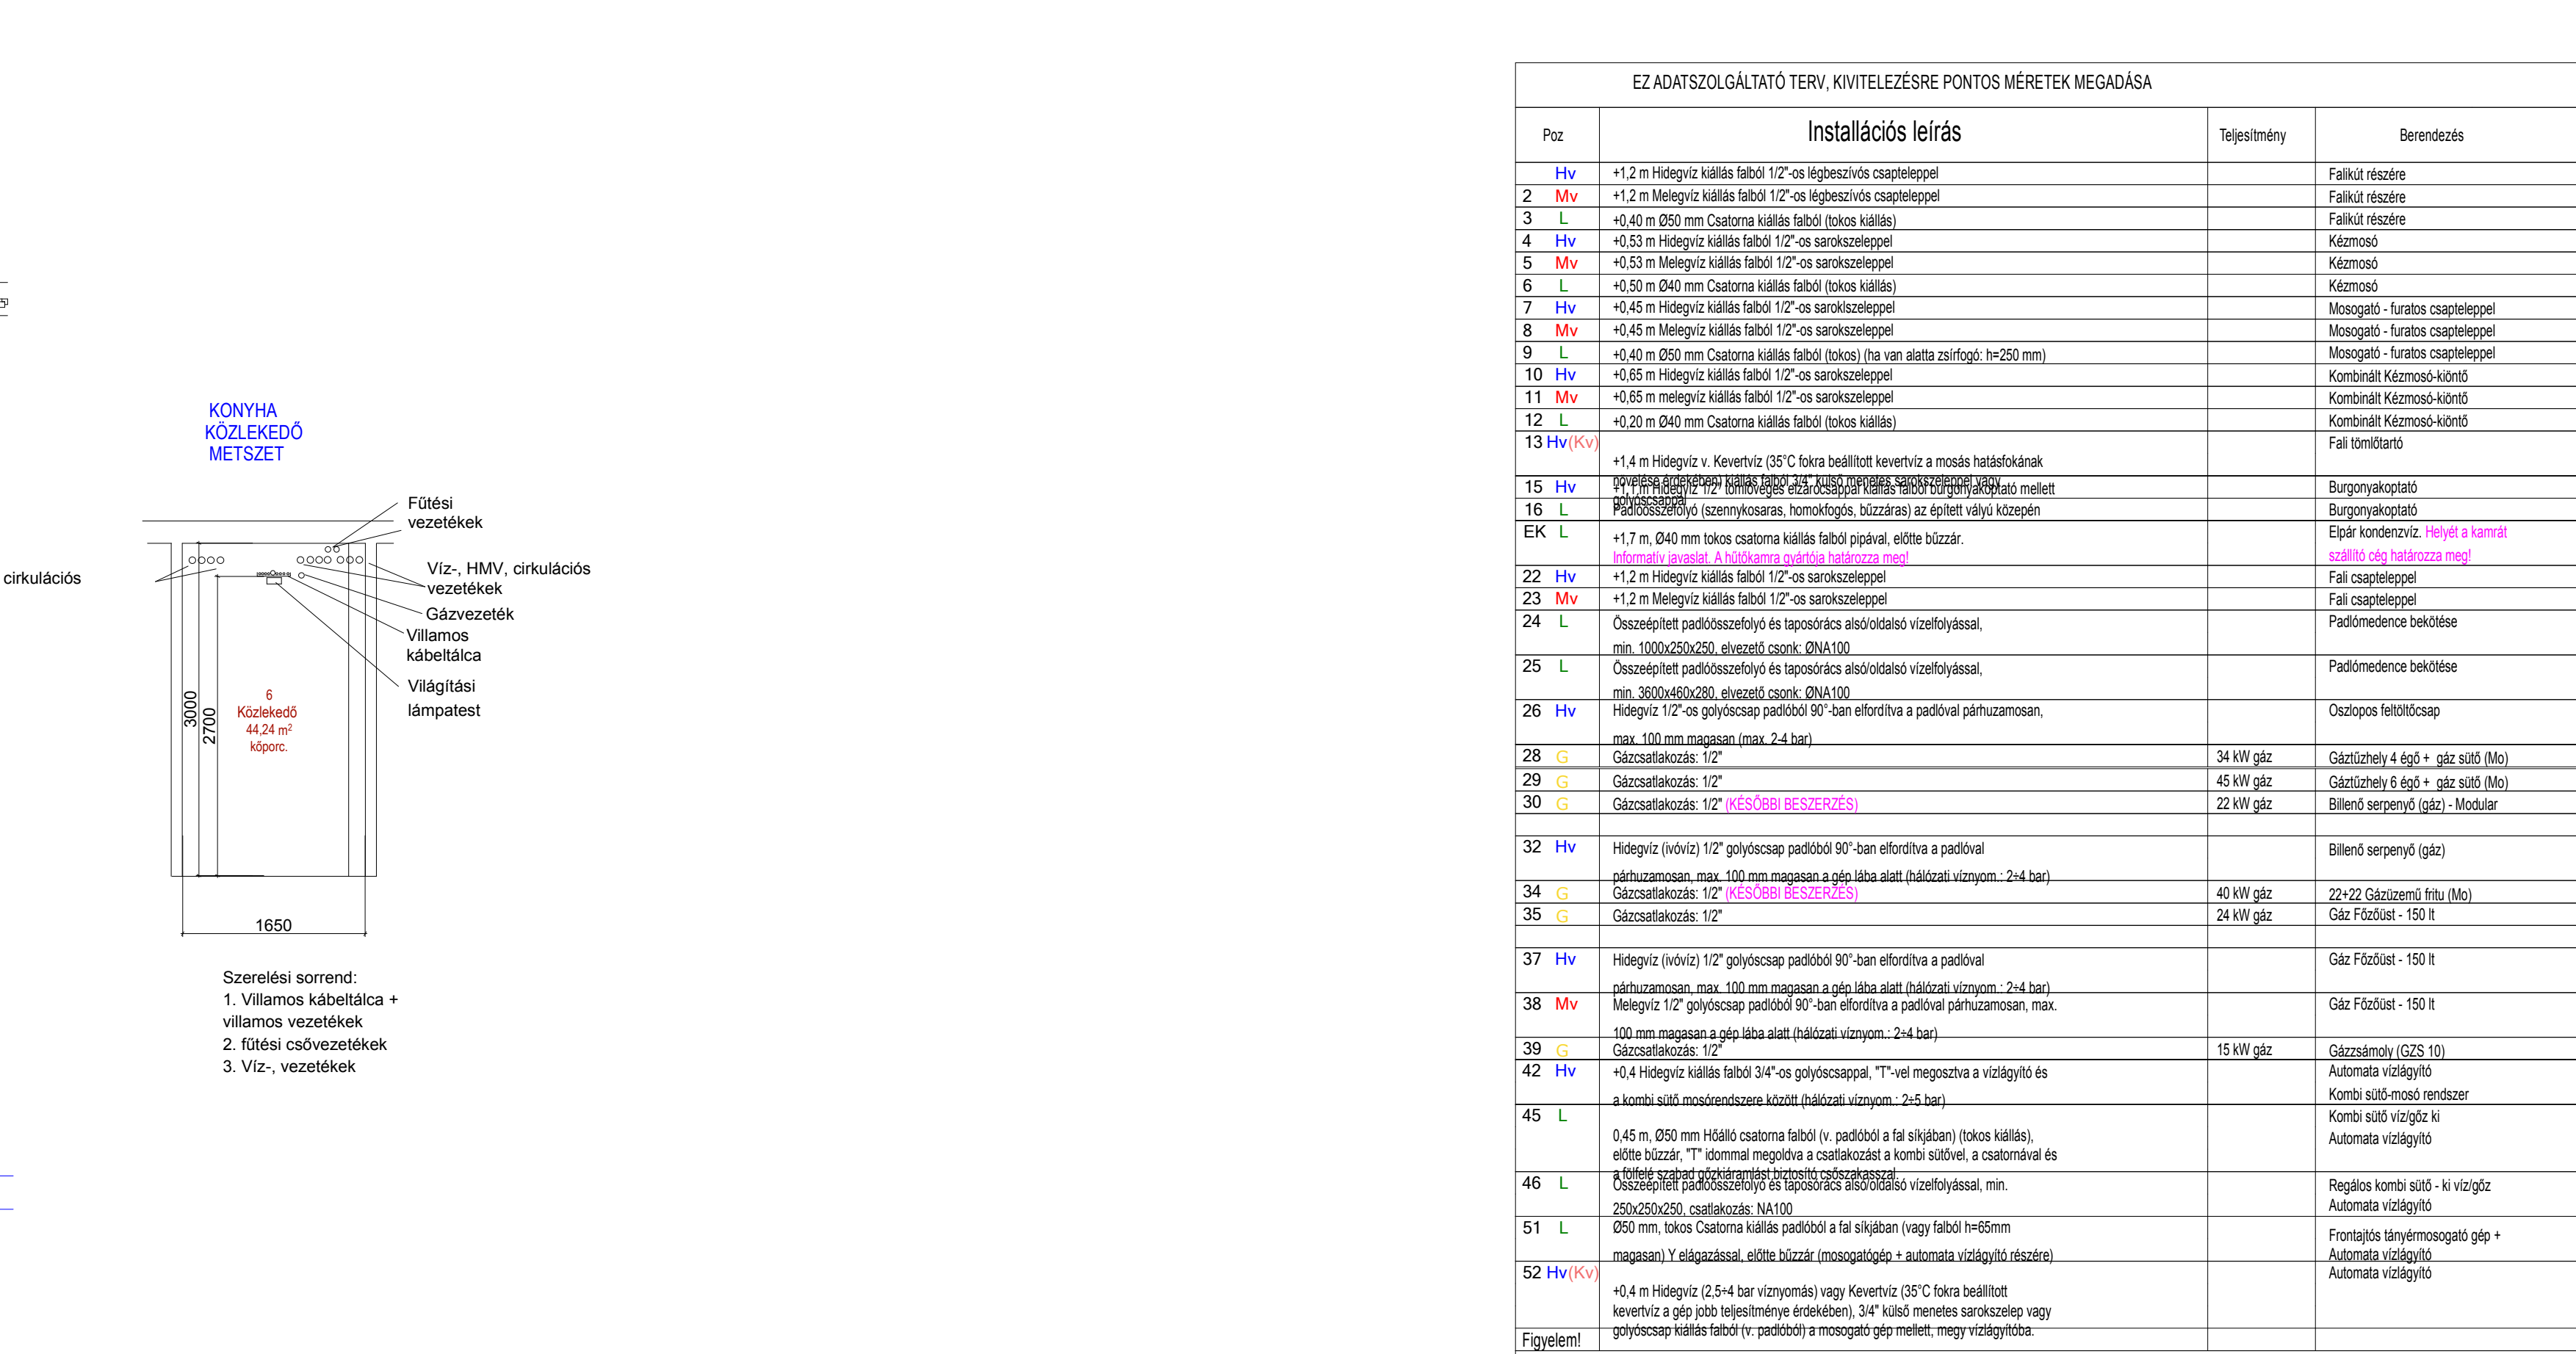 KONYHA
KÖZLEKEDŐ
METSZET
Fűtési
vezetékek
cirkulációs
Víz-, HMV, cirkulációs
vezetékek
Gázvezeték
Villamos
kábeltálca
Világítási
lámpatest
3000
2700
6
Közlekedő
44,24 m²
kőporc.
1650
Szerelési sorrend:
1. Villamos kábeltálca +
villamos vezetékek
2. fűtési csővezetékek
3. Víz-, vezetékek
EZ ADATSZOLGÁLTATÓ TERV, KIVITELEZÉSRE PONTOS MÉRETEK MEGADÁSA
Poz Installációs leírás Teljesítmény Berendezés
Hv +1,2 m Hidegvíz kiállás falból 1/2"-os légbeszívós csapteleppel Falikút részére
2 Mv +1,2 m Melegvíz kiállás falból 1/2"-os légbeszívós csapteleppel Falikút részére
3 L +0,40 m Ø50 mm Csatorna kiállás falból (tokos kiállás) Falikút részére
4 Hv +0,53 m Hidegvíz kiállás falból 1/2"-os sarokszeleppel Kézmosó
5 Mv +0,53 m Melegvíz kiállás falból 1/2"-os sarokszeleppel Kézmosó
6 L +0,50 m Ø40 mm Csatorna kiállás falból (tokos kiállás) Kézmosó
7 Hv +0,45 m Hidegvíz kiállás falból 1/2"-os saroklszeleppel Mosogató - furatos csapteleppel
8 Mv +0,45 m Melegvíz kiállás falból 1/2"-os sarokszeleppel Mosogató - furatos csapteleppel
9 L +0,40 m Ø50 mm Csatorna kiállás falból (tokos) (ha van alatta zsírfogó: h=250 mm) Mosogató - furatos csapteleppel
10 Hv +0,65 m Hidegvíz kiállás falból 1/2"-os sarokszeleppel Kombinált Kézmosó-kiöntő
11 Mv +0,65 m melegvíz kiállás falból 1/2"-os sarokszeleppel Kombinált Kézmosó-kiöntő
12 L +0,20 m Ø40 mm Csatorna kiállás falból (tokos kiállás) Kombinált Kézmosó-kiöntő
13 Hv(Kv) Fali tömlőtartó
+1,4 m Hidegvíz v. Kevertvíz (35°C fokra beállított kevertvíz a mosás hatásfokának
növelése érdekében) kiállás falból 3/4" külső menetes sarokszeleppel vagy
golyóscsappal
15 Hv +1,1 m Hidegvíz 1/2" tömlővéges elzárócsappal kiállás falból burgonyakoptató mellett Burgonyakoptató
16 L Padlóösszefolyó (szennykosaras, homokfogós, bűzzáras) az épített vályú közepén Burgonyakoptató
EK L +1,7 m, Ø40 mm tokos csatorna kiállás falból pipával, előtte bűzzár. Elpár kondenzvíz. Helyét a kamrát
Informatív javaslat. A hűtőkamra gyártója határozza meg! szállító cég határozza meg!
22 Hv +1,2 m Hidegvíz kiállás falból 1/2"-os sarokszeleppel Fali csapteleppel
23 Mv +1,2 m Melegvíz kiállás falból 1/2"-os sarokszeleppel Fali csapteleppel
24 L Összeépített padlóösszefolyó és taposórács alsó/oldalsó vízelfolyással, Padlómedence bekötése
min. 1000x250x250, elvezető csonk: ØNA100
25 L Összeépített padlóösszefolyó és taposórács alsó/oldalsó vízelfolyással, Padlómedence bekötése
min. 3600x460x280, elvezető csonk: ØNA100
26 Hv Hidegvíz 1/2"-os golyóscsap padlóból 90°-ban elfordítva a padlóval párhuzamosan, Oszlopos feltöltőcsap
max. 100 mm magasan (max. 2-4 bar)
28 G Gázcsatlakozás: 1/2" 34 kW gáz Gáztűzhely 4 égő + gáz sütő (Mo)
29 G Gázcsatlakozás: 1/2" 45 kW gáz Gáztűzhely 6 égő + gáz sütő (Mo)
30 G Gázcsatlakozás: 1/2" (KÉSŐBBI BESZERZÉS) 22 kW gáz Billenő serpenyő (gáz) - Modular
32 Hv Hidegvíz (ivóvíz) 1/2" golyóscsap padlóból 90°-ban elfordítva a padlóval Billenő serpenyő (gáz)
párhuzamosan, max. 100 mm magasan a gép lába alatt (hálózati víznyom.: 2÷4 bar)
34 G Gázcsatlakozás: 1/2" (KÉSŐBBI BESZERZÉS) 40 kW gáz 22+22 Gázüzemű fritu (Mo)
35 G Gázcsatlakozás: 1/2" 24 kW gáz Gáz Főzőüst - 150 lt
37 Hv Hidegvíz (ivóvíz) 1/2" golyóscsap padlóból 90°-ban elfordítva a padlóval Gáz Főzőüst - 150 lt
párhuzamosan, max. 100 mm magasan a gép lába alatt (hálózati víznyom.: 2÷4 bar)
38 Mv Melegvíz 1/2" golyóscsap padlóból 90°-ban elfordítva a padlóval párhuzamosan, max. Gáz Főzőüst - 150 lt
100 mm magasan a gép lába alatt (hálózati víznyom.: 2÷4 bar)
39 G Gázcsatlakozás: 1/2" 15 kW gáz Gázzsámoly (GZS 10)
42 Hv +0,4 Hidegvíz kiállás falból 3/4"-os golyóscsappal, "T"-vel megosztva a vízlágyító és Automata vízlágyító
a kombi sütő mosórendszere között (hálózati víznyom.: 2÷5 bar) Kombi sütő-mosó rendszer
45 L Kombi sütő víz/gőz ki
0,45 m, Ø50 mm Hőálló csatorna falból (v. padlóból a fal síkjában) (tokos kiállás), Automata vízlágyító
előtte bűzzár, "T" idommal megoldva a csatlakozást a kombi sütővel, a csatornával és
a fölfelé szabad gőzkiáramlást biztosító csőszakasszal.
46 L Összeépített padlóösszefolyó és taposórács alsó/oldalsó vízelfolyással, min. Regálos kombi sütő - ki víz/gőz
250x250x250, csatlakozás: NA100 Automata vízlágyító
51 L Ø50 mm, tokos Csatorna kiállás padlóból a fal síkjában (vagy falból h=65mm Frontajtós tányérmosogató gép +
magasan) Y elágazással, előtte bűzzár (mosogatógép + automata vízlágyító részére) Automata vízlágyító
52 Hv(Kv) Automata vízlágyító
+0,4 m Hidegvíz (2,5÷4 bar víznyomás) vagy Kevertvíz (35°C fokra beállított
kevertvíz a gép jobb teljesítménye érdekében), 3/4" külső menetes sarokszelep vagy
golyóscsap kiállás falból (v. padlóból) a mosogató gép mellett, megy vízlágyítóba.
Figyelem!